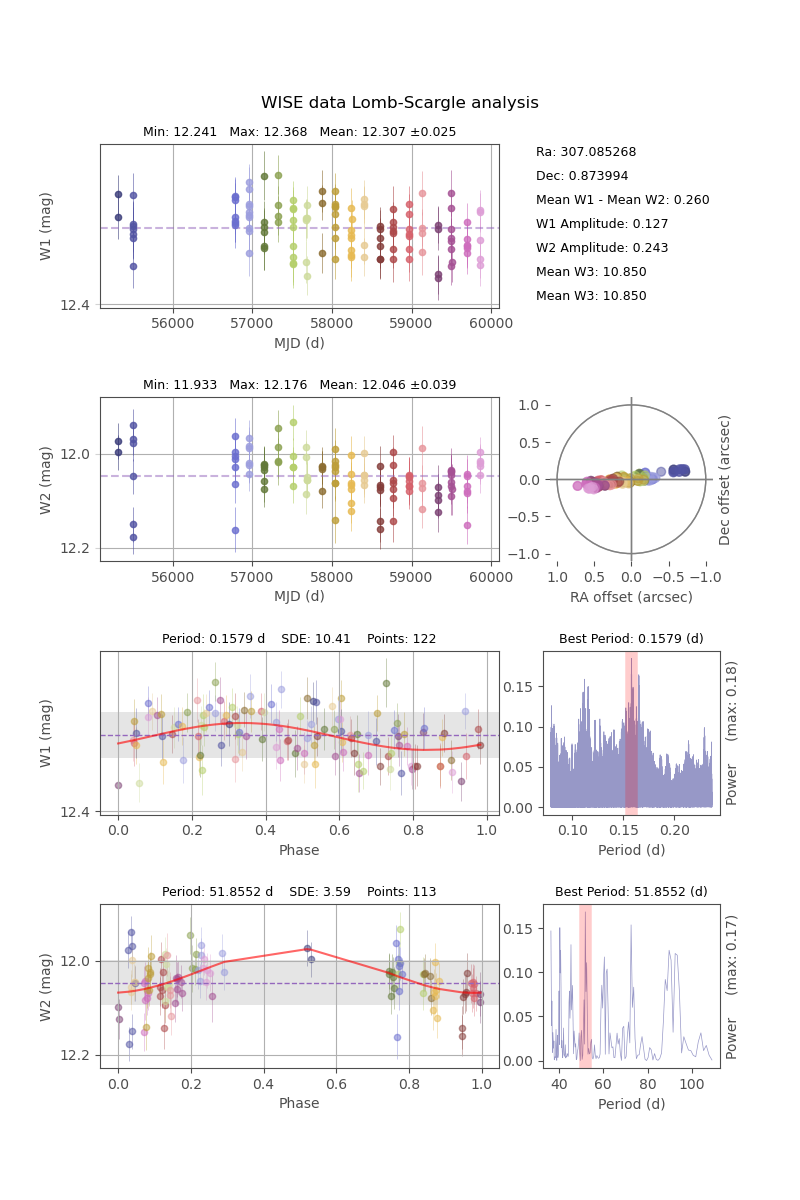 WISE data Lomb-Scargle analysis
Min: 12.241   Max: 12.368   Mean: 12.307 ±0.025
W1 (mag)
12.4
56000 57000 58000 59000 60000
MJD (d)
Ra: 307.085268
Dec: 0.873994
Mean W1 - Mean W2: 0.260
W1 Amplitude: 0.127
W2 Amplitude: 0.243
Mean W3: 10.850
Mean W3: 10.850
Min: 11.933   Max: 12.176   Mean: 12.046 ±0.039
W2 (mag)
12.0
12.2
56000 57000 58000 59000 60000
MJD (d)
1.0
0.5
0.0
−0.5
−1.0
1.0 0.5 0.0 −0.5 −1.0
RA offset (arcsec)
Dec offset (arcsec)
Period: 0.1579 d    SDE: 10.41    Points: 122
W1 (mag)
12.4
0.0 0.2 0.4 0.6 0.8 1.0
Phase
Best Period: 0.1579 (d)
0.15
0.10
0.05
0.00
0.10 0.15 0.20
Period (d)
Power    (max: 0.18)
Period: 51.8552 d    SDE: 3.59    Points: 113
W2 (mag)
12.0
12.2
0.0 0.2 0.4 0.6 0.8 1.0
Phase
Best Period: 51.8552 (d)
0.15
0.10
0.05
0.00
40 60 80 100
Period (d)
Power    (max: 0.17)